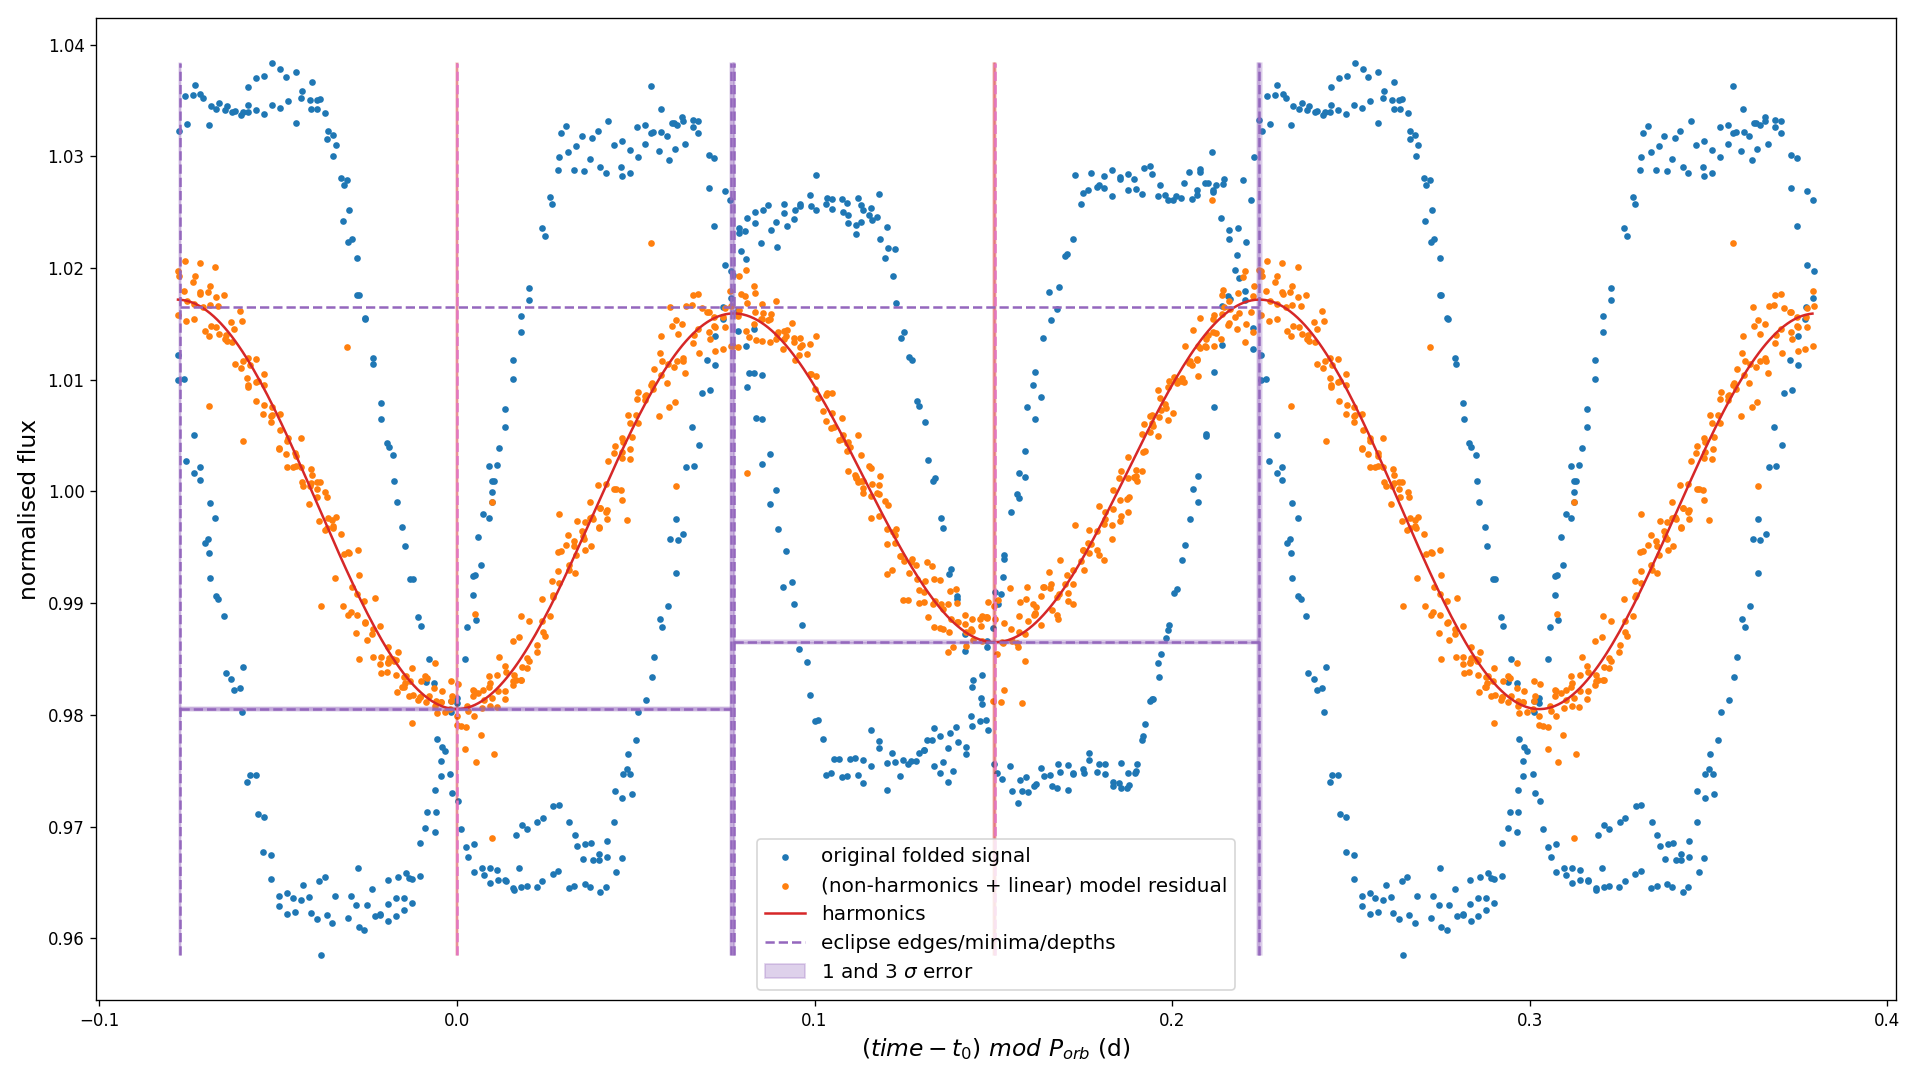 1.04
1.03
1.02
1.01
1.00
0.99
0.98
0.97
0.96
normalised flux
original folded signal
(non-harmonics + linear) model residual
harmonics
eclipse edges/minima/depths
1 and 3 σ error
−0.1 0.0 0.1 0.2 0.3 0.4
(time − t₀) mod P_orb (d)